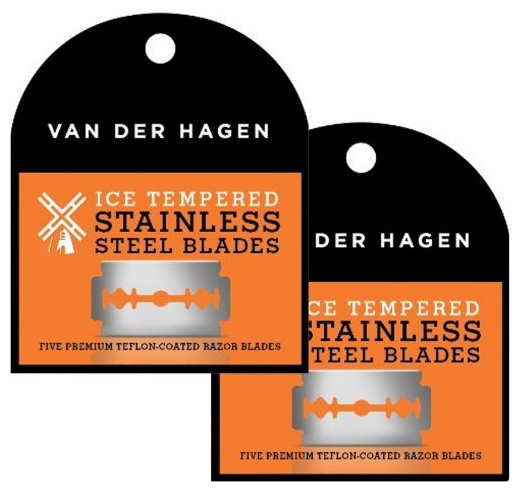 VAN DER HAGEN
ICE TEMPERED
STAINLESS
STEEL BLADES
FIVE PREMIUM TEFLON-COATED RAZOR BLADES
DER HAGEN
CE TEMPERED
STAINLESS
TEEL BLADES
FIVE PREMIUM TEFLON-COATED RAZOR BLADES